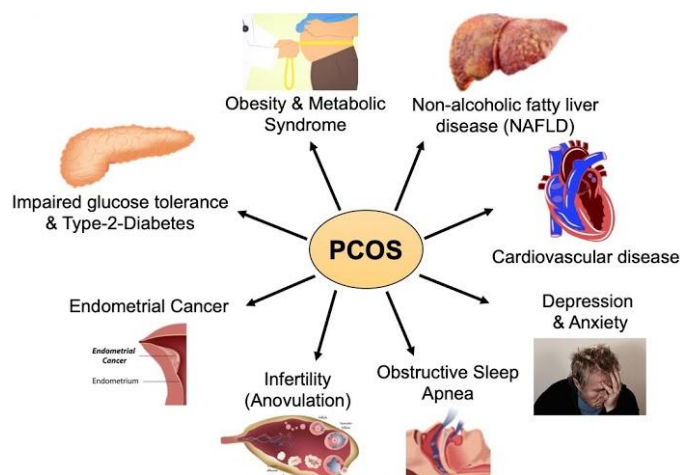 Obesity & Metabolic
Syndrome
Non-alcoholic fatty liver
disease (NAFLD)
Impaired glucose tolerance
& Type-2-Diabetes
PCOS
Cardiovascular disease
Endometrial Cancer
Depression
& Anxiety
Endometrial
Cancer
Endometrium
Infertility
(Anovulation)
Obstructive Sleep
Apnea